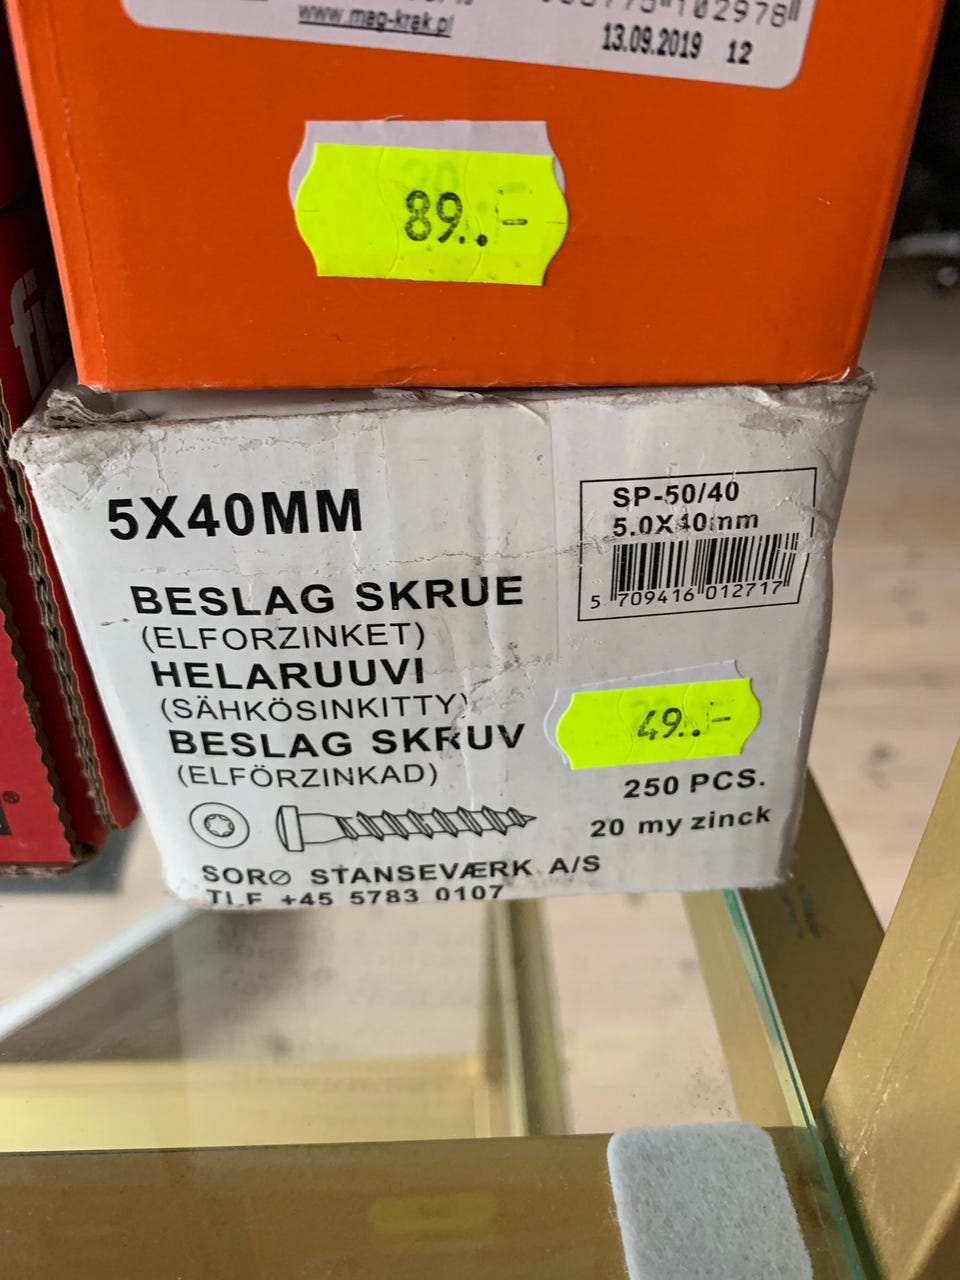 www.mag-krak.pl
102978
13.09.2019 12
89..-
fis
5X40MM
SP-50/40
5.0X40mm
5 709416 012717
BESLAG SKRUE
(ELFORZINKET)
HELARUUVI
(SÄHKÖSINKITTY)
BESLAG SKRUV
(ELFÖRZINKAD)
49..-
250 PCS.
20 my zinck
SORØ STANSEVÆRK A/S
TLF +45 5783 0107
®